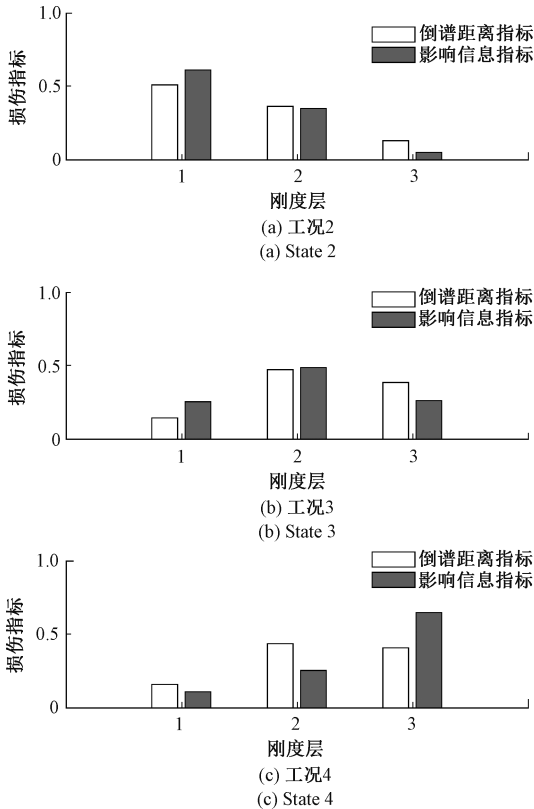 倒谱距离指标
影响信息指标
损伤指标
1.0
0.5
0
1 2 3
刚度层
(a) 工况2
(a) State 2
倒谱距离指标
影响信息指标
损伤指标
1.0
0.5
0
1 2 3
刚度层
(b) 工况3
(b) State 3
倒谱距离指标
影响信息指标
损伤指标
1.0
0.5
0
1 2 3
刚度层
(c) 工况4
(c) State 4